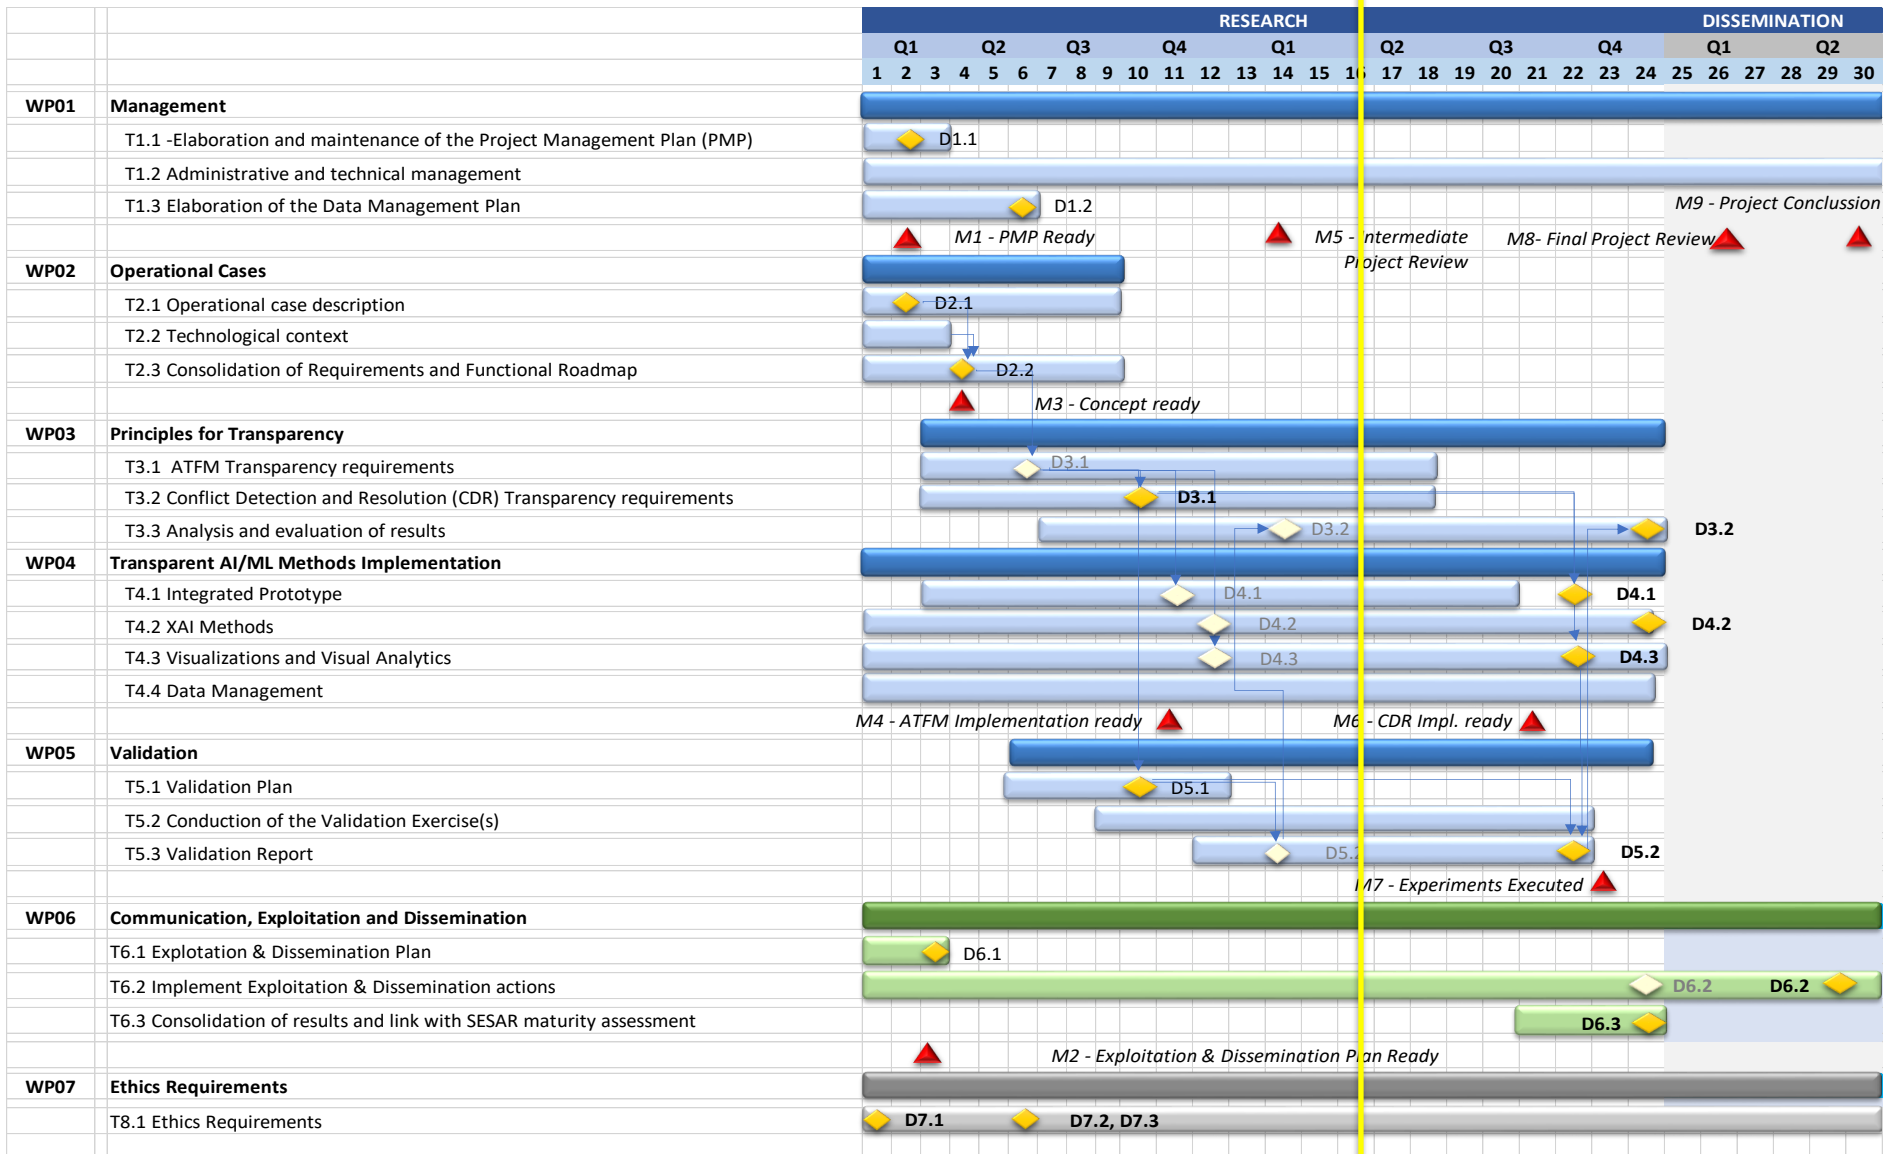 RESEARCH DISSEMINATION
Q1 Q2 Q3 Q4 Q1 Q2 Q3 Q4 Q1 Q2
1 2 3 4 5 6 7 8 9 10 11 12 13 14 15 16 17 18 19 20 21 22 23 24 25 26 27 28 29 30
WP01 Management
T1.1 -Elaboration and maintenance of the Project Management Plan (PMP) D1.1
T1.2 Administrative and technical management
T1.3 Elaboration of the Data Management Plan D1.2 M9 - Project Conclussion
M1 - PMP Ready M5 - Intermediate M8- Final Project Review
Project Review
WP02 Operational Cases
T2.1 Operational case description D2.1
T2.2 Technological context
T2.3 Consolidation of Requirements and Functional Roadmap D2.2
M3 - Concept ready
WP03 Principles for Transparency
T3.1 ATFM Transparency requirements D3.1
T3.2 Conflict Detection and Resolution (CDR) Transparency requirements D3.1
T3.3 Analysis and evaluation of results D3.2 D3.2
WP04 Transparent AI/ML Methods Implementation
T4.1 Integrated Prototype D4.1 D4.1
T4.2 XAI Methods D4.2 D4.2
T4.3 Visualizations and Visual Analytics D4.3 D4.3
T4.4 Data Management
M4 - ATFM Implementation ready M6 - CDR Impl. ready
WP05 Validation
T5.1 Validation Plan D5.1
T5.2 Conduction of the Validation Exercise(s)
T5.3 Validation Report D5.2 D5.2
M7 - Experiments Executed
WP06 Communication, Exploitation and Dissemination
T6.1 Explotation & Dissemination Plan D6.1
T6.2 Implement Exploitation & Dissemination actions D6.2 D6.2
T6.3 Consolidation of results and link with SESAR maturity assessment D6.3
M2 - Exploitation & Dissemination Plan Ready
WP07 Ethics Requirements
T8.1 Ethics Requirements D7.1 D7.2, D7.3